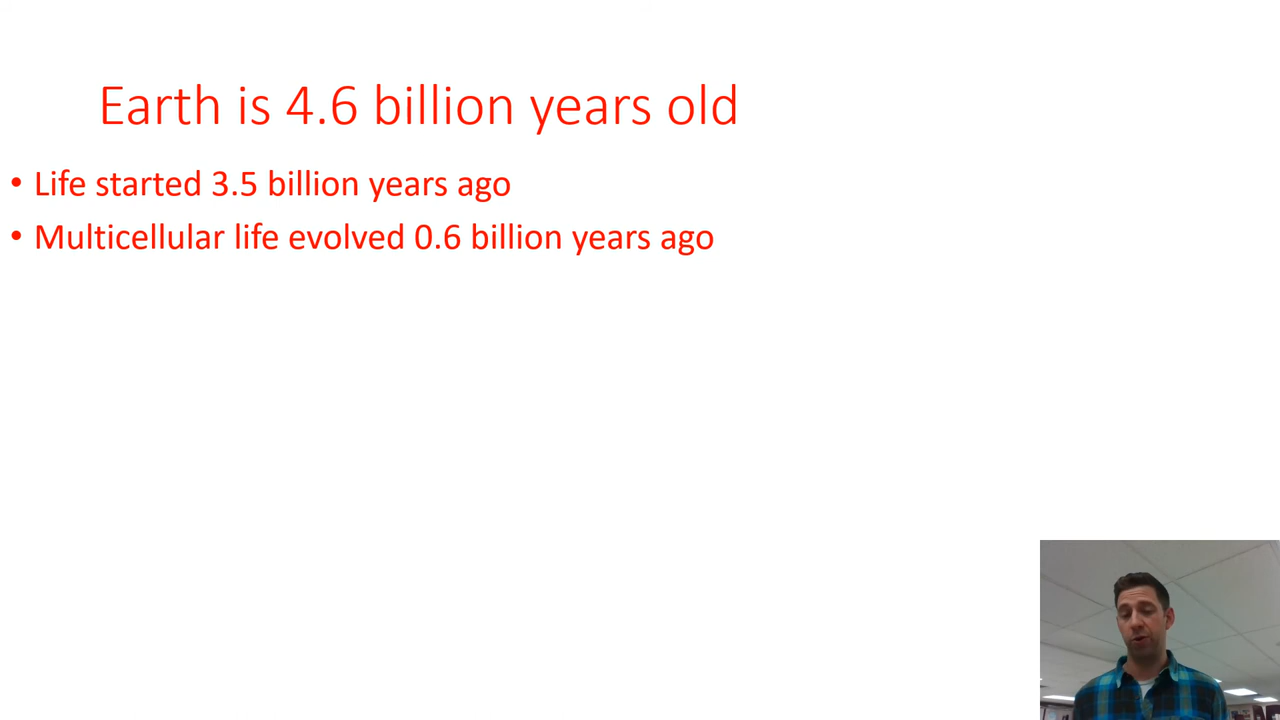 Earth is 4.6 billion years old
• Life started 3.5 billion years ago
• Multicellular life evolved 0.6 billion years ago